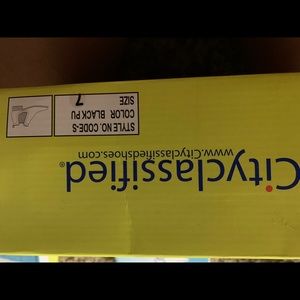 Cityclassified®
www.Cityclassifiedshoes.com
STYLE NO. CODE-S
COLOR BLACK PU
SIZE 7